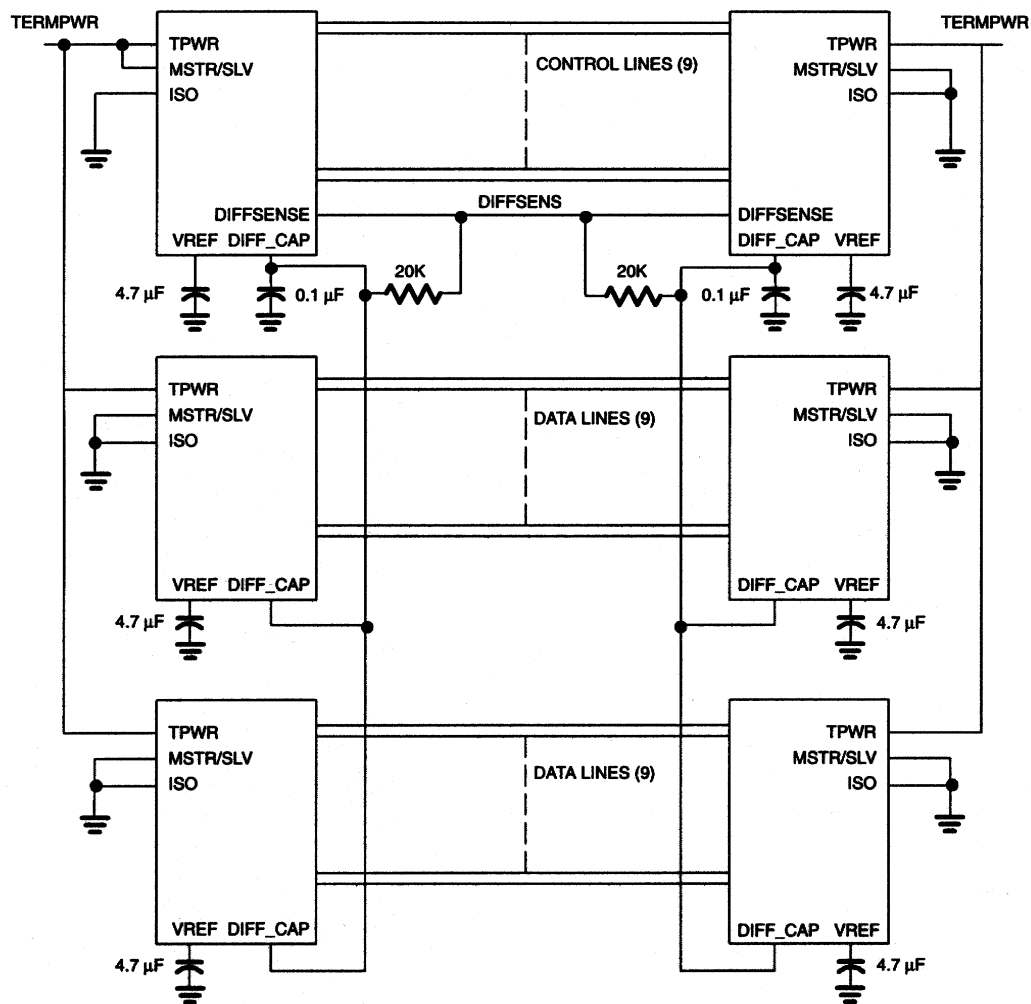 TERMPWR
TERMPWR
TPWR
MSTR/SLV
ISO
CONTROL LINES (9)
TPWR
MSTR/SLV
ISO
DIFFSENSE
DIFFSENS
DIFFSENSE
VREF DIFF_CAP
DIFF_CAP VREF
4.7 µF
0.1 µF
20K
20K
0.1 µF
4.7 µF
TPWR
MSTR/SLV
ISO
DATA LINES (9)
TPWR
MSTR/SLV
ISO
VREF DIFF_CAP
DIFF_CAP VREF
4.7 µF
4.7 µF
TPWR
MSTR/SLV
ISO
DATA LINES (9)
TPWR
MSTR/SLV
ISO
VREF DIFF_CAP
DIFF_CAP VREF
4.7 µF
4.7 µF